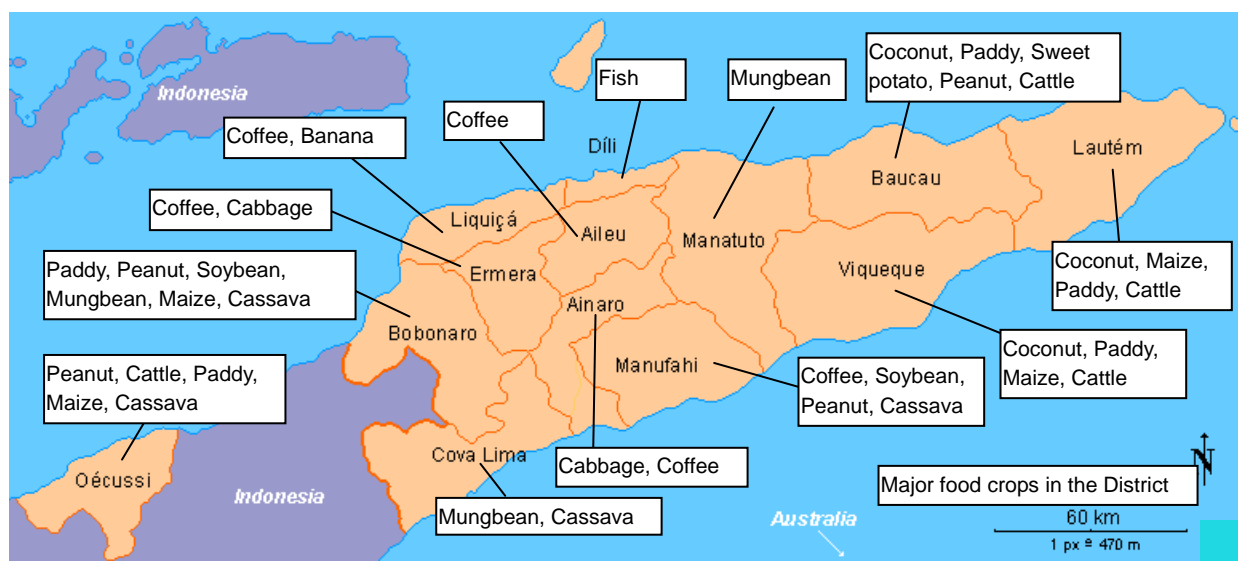 Indonesia
Fish
Mungbean
Coconut, Paddy, Sweet
potato, Peanut, Cattle
Coffee
Coffee, Banana
Díli
Lautém
Baucau
Coffee, Cabbage
Liquiçá
Aileu
Manatuto
Ermera
Viqueque
Paddy, Peanut, Soybean,
Mungbean, Maize, Cassava
Coconut, Maize,
Paddy, Cattle
Ainaro
Bobonaro
Manufahi
Coconut, Paddy,
Maize, Cattle
Peanut, Cattle, Paddy,
Maize, Cassava
Coffee, Soybean,
Peanut, Cassava
Cova Lima
Cabbage, Coffee
N
Oécussi
Indonesia
Major food crops in the District
Mungbean, Cassava
Australia
60 km
1 px º 470 m